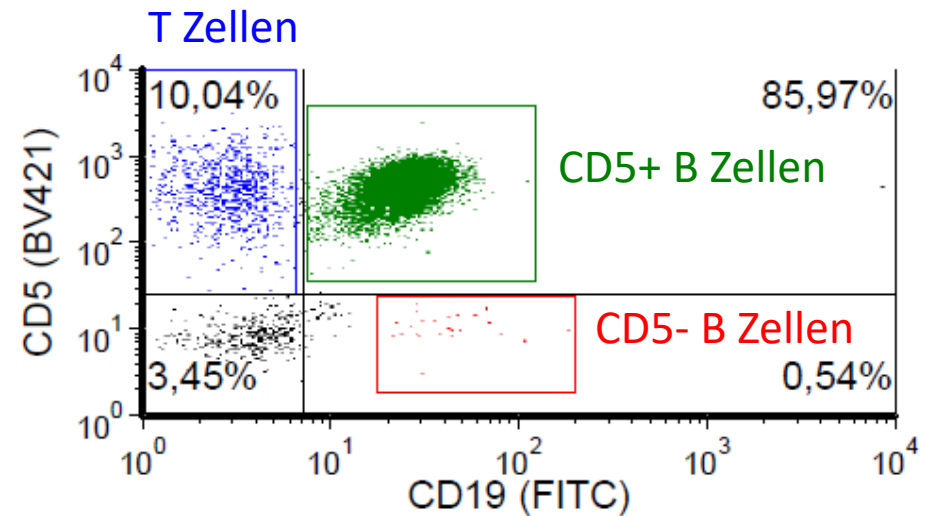 T Zellen
10,04%
85,97%
CD5+ B Zellen
CD5- B Zellen
3,45%
0,54%
CD5 (BV421)
10^4
10^3
10^2
10^1
10^0
10^0 10^1 10^2 10^3 10^4
CD19 (FITC)